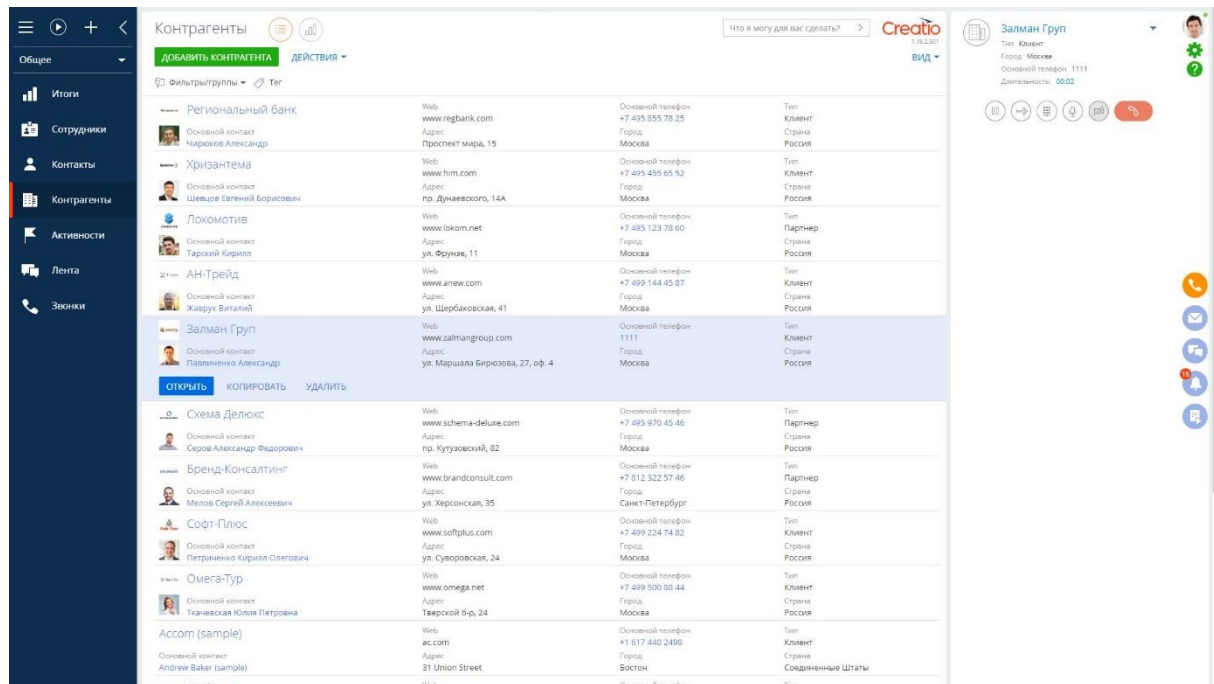 Контрагенты
Что я могу для вас сделать? >
Creatio
7.16.2.501
ДОБАВИТЬ КОНТРАГЕНТА ДЕЙСТВИЯ ВИД
Фильтры/группы Тег
Общее
Итоги
Сотрудники
Контакты
Контрагенты
Активности
Лента
Звонки
Региональный банк
Web Основной телефон Тип
www.regbank.com +7 495 855 78 25 Клиент
Основной контакт Адрес Город Страна
Чирюков Александр Проспект мира, 15 Москва Россия
Хризантема
Web Основной телефон Тип
www.him.com +7 495 455 65 52 Клиент
Основной контакт Адрес Город Страна
Шевцов Евгений Борисович пр. Дунаевского, 14А Москва Россия
Локомотив
Web Основной телефон Тип
www.lokom.net +7 495 123 78 60 Партнер
Основной контакт Адрес Город Страна
Тарский Кирилл ул. Фрунзе, 11 Москва Россия
АН-Трейд
Web Основной телефон Тип
www.anew.com +7 499 144 45 87 Клиент
Основной контакт Адрес Город Страна
Жаврук Виталий ул. Щербаковская, 41 Москва Россия
Залман Груп
Web Основной телефон Тип
www.zalmangroup.com 1111 Клиент
Основной контакт Адрес Город Страна
Павличенко Александр ул. Маршала Бирюзова, 27, оф. 4 Москва Россия
ОТКРЫТЬ КОПИРОВАТЬ УДАЛИТЬ
Схема Делюкс
Web Основной телефон Тип
www.schema-deluxe.com +7 495 970 45 46 Партнер
Основной контакт Адрес Город Страна
Серов Александр Федорович пр. Кутузовский, 82 Москва Россия
Бренд-Консалтинг
Web Основной телефон Тип
www.brandconsult.com +7 812 322 57 46 Партнер
Основной контакт Адрес Город Страна
Мелов Сергей Алексеевич ул. Херсонская, 35 Санкт-Петербург Россия
Софт-Плюс
Web Основной телефон Тип
www.softplus.com +7 499 224 74 82 Клиент
Основной контакт Адрес Город Страна
Петриченко Кирилл Олегович ул. Суворовская, 24 Москва Россия
Омега-Тур
Web Основной телефон Тип
www.omega.net +7 499 500 88 44 Клиент
Основной контакт Адрес Город Страна
Ткачевская Юлия Петровна Тверской б-р, 24 Москва Россия
Accom (sample)
Web Основной телефон Тип
ac.com +1 617 440 2498 Клиент
Основной контакт Адрес Город Страна
Andrew Baker (sample) 31 Union Street Бостон Соединенные Штаты
Залман Груп
Тип Клиент
Город Москва
Основной телефон 1111
Длительность: 00:02
16